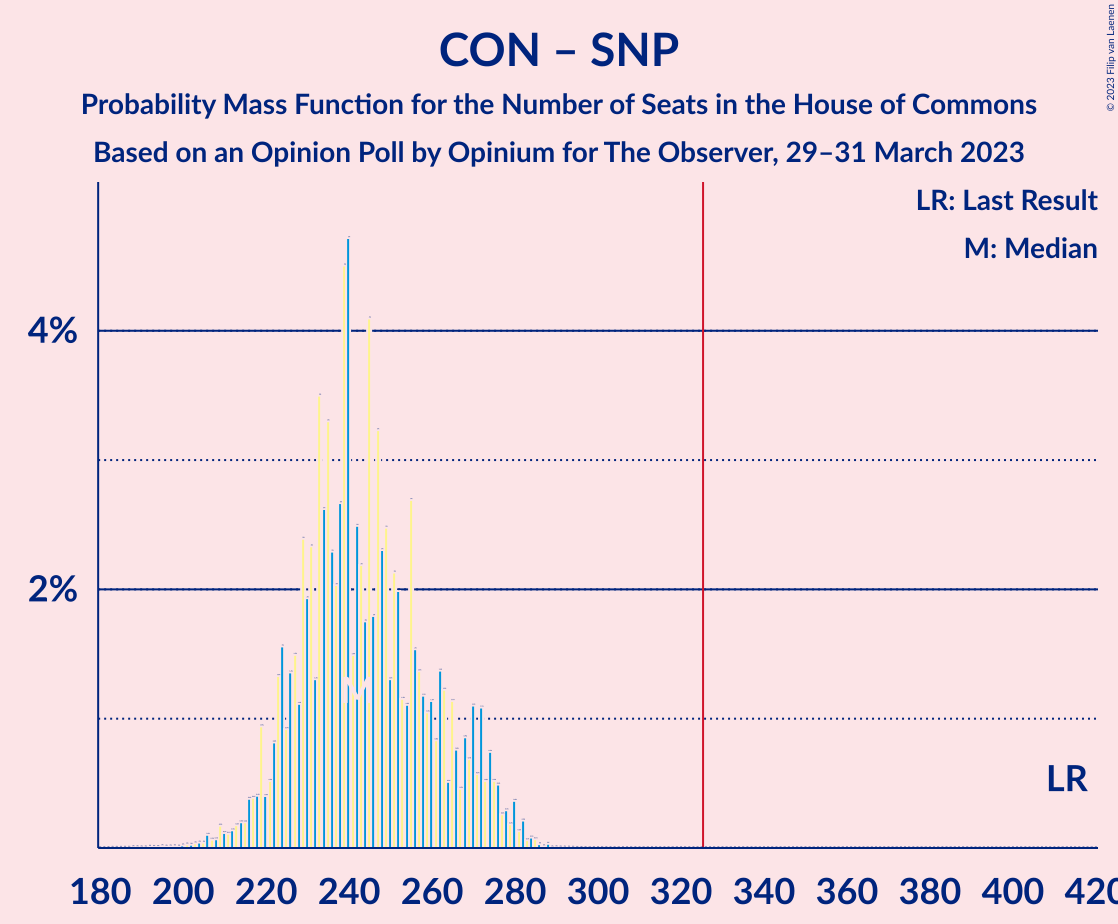 CON – SNP
Probability Mass Function for the Number of Seats in the House of Commons
Based on an Opinion Poll by Opinium for The Observer, 29–31 March 2023
© 2023 Filip van Laenen
LR: Last Result
M: Median
4%
2%
M
LR
180 200 220 240 260 280 300 320 340 360 380 400 420